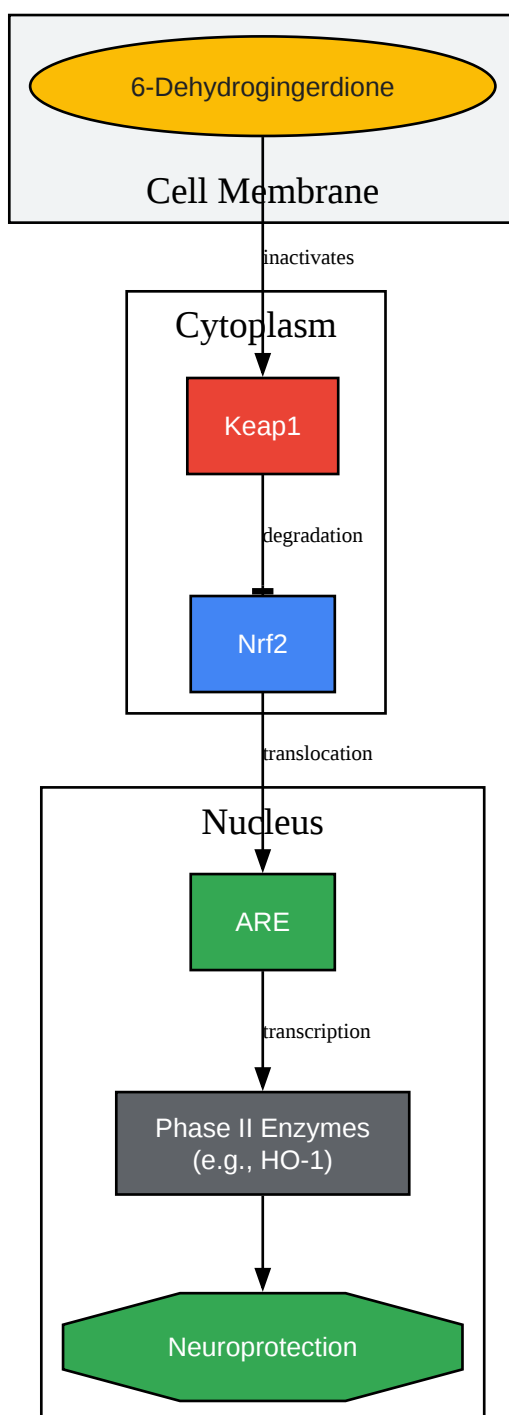 6-Dehydrogingerdione
Cell Membrane
inactivates
Cytoplasm
Keap1
degradation
Nrf2
translocation
Nucleus
ARE
transcription
Phase II Enzymes
(e.g., HO-1)
Neuroprotection